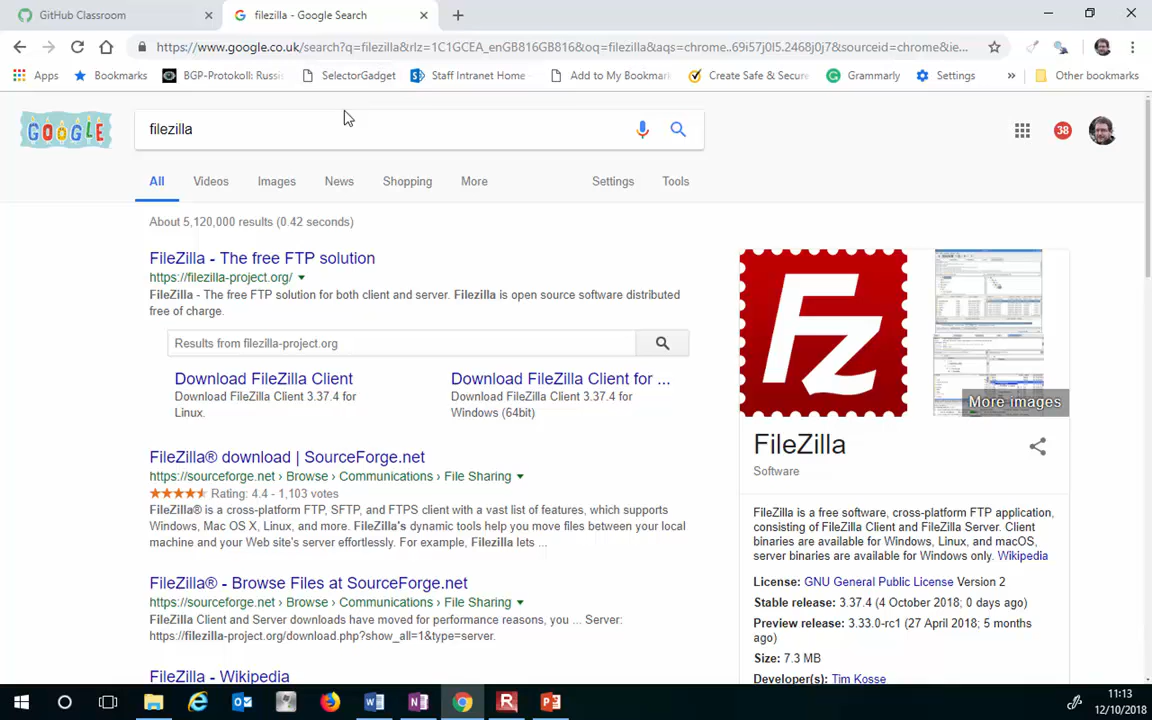 GitHub Classroom
filezilla - Google Search
https://www.google.co.uk/search?q=filezilla&rlz=1C1GCEA_enGB816GB816&oq=filezilla&aqs=chrome..69i57j0l5.2468j0j7&sourceid=chrome&ie...
Apps
Bookmarks
BGP-Protokoll: Russi
SelectorGadget
Staff Intranet Home
Add to My Bookmar
Create Safe & Secure
Grammarly
Settings
»
Other bookmarks
GOOGLE
filezilla
38
All
Videos
Images
News
Shopping
More
Settings
Tools
About 5,120,000 results (0.42 seconds)
FileZilla - The free FTP solution
https://filezilla-project.org/
FileZilla - The free FTP solution for both client and server. Filezilla is open source software distributed
free of charge.
Results from filezilla-project.org
Download FileZilla Client
Download FileZilla Client 3.37.4 for
Linux.
Download FileZilla Client for ...
Download FileZilla Client 3.37.4 for
Windows (64bit)
FileZilla® download | SourceForge.net
https://sourceforge.net › Browse › Communications › File Sharing
Rating: 4.4 - 1,103 votes
FileZilla® is a cross-platform FTP, SFTP, and FTPS client with a vast list of features, which supports
Windows, Mac OS X, Linux, and more. FileZilla's dynamic tools help you move files between your local
machine and your Web site's server effortlessly. For example, Filezilla lets ...
FileZilla® - Browse Files at SourceForge.net
https://sourceforge.net › Browse › Communications › File Sharing
FileZilla Client and Server downloads have moved for performance reasons, you ... Server:
https://filezilla-project.org/download.php?show_all=1&type=server.
FileZilla - Wikipedia
Fz
More images
FileZilla
Software
FileZilla is a free software, cross-platform FTP application,
consisting of FileZilla Client and FileZilla Server. Client
binaries are available for Windows, Linux, and macOS,
server binaries are available for Windows only. Wikipedia
License: GNU General Public License Version 2
Stable release: 3.37.4 (4 October 2018; 0 days ago)
Preview release: 3.33.0-rc1 (27 April 2018; 5 months
ago)
Size: 7.3 MB
Developer(s): Tim Kosse
11:13
12/10/2018